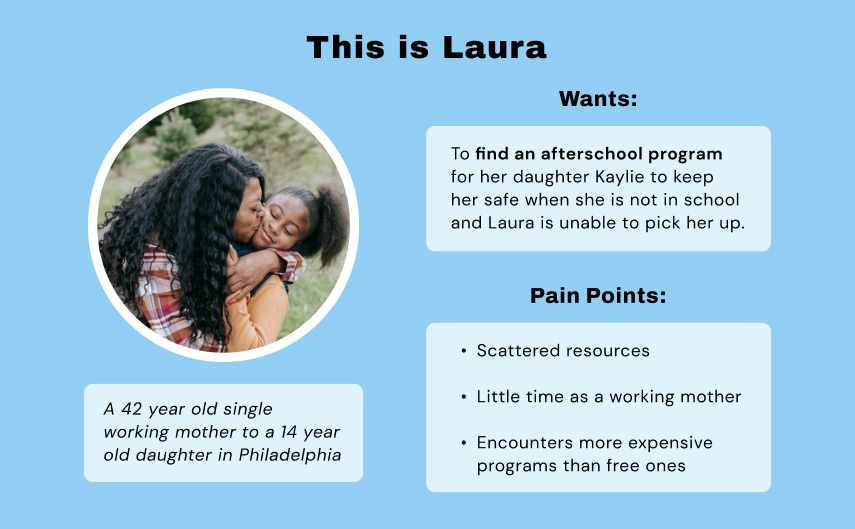 This is Laura
A 42 year old single
working mother to a 14 year
old daughter in Philadelphia
Wants:
To find an afterschool program
for her daughter Kaylie to keep
her safe when she is not in school
and Laura is unable to pick her up.
Pain Points:
• Scattered resources
• Little time as a working mother
• Encounters more expensive
programs than free ones